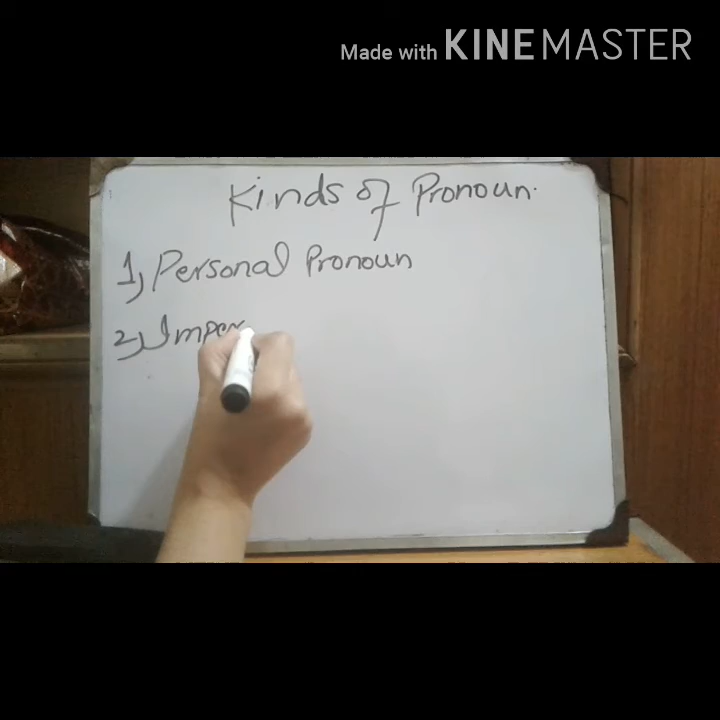 Made with KINEMASTER
Kinds of Pronoun.
1) Personal Pronoun
2) Imper